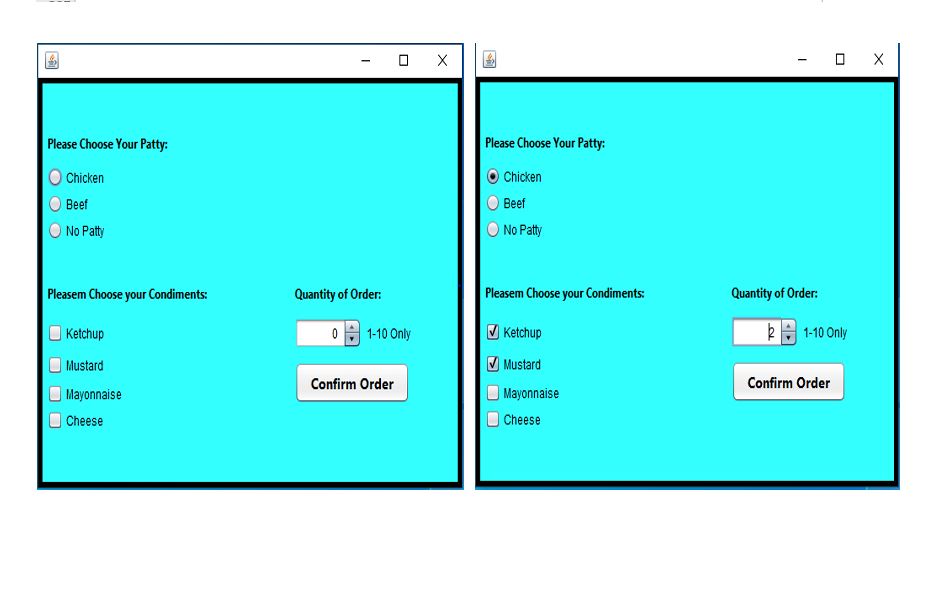 Please Choose Your Patty:
Chicken
Beef
No Patty
Pleasem Choose your Condiments:
Quantity of Order:
Ketchup
0
1-10 Only
Mustard
Mayonnaise
Confirm Order
Cheese
Please Choose Your Patty:
Chicken
Beef
No Patty
Pleasem Choose your Condiments:
Quantity of Order:
Ketchup
2
1-10 Only
Mustard
Mayonnaise
Confirm Order
Cheese